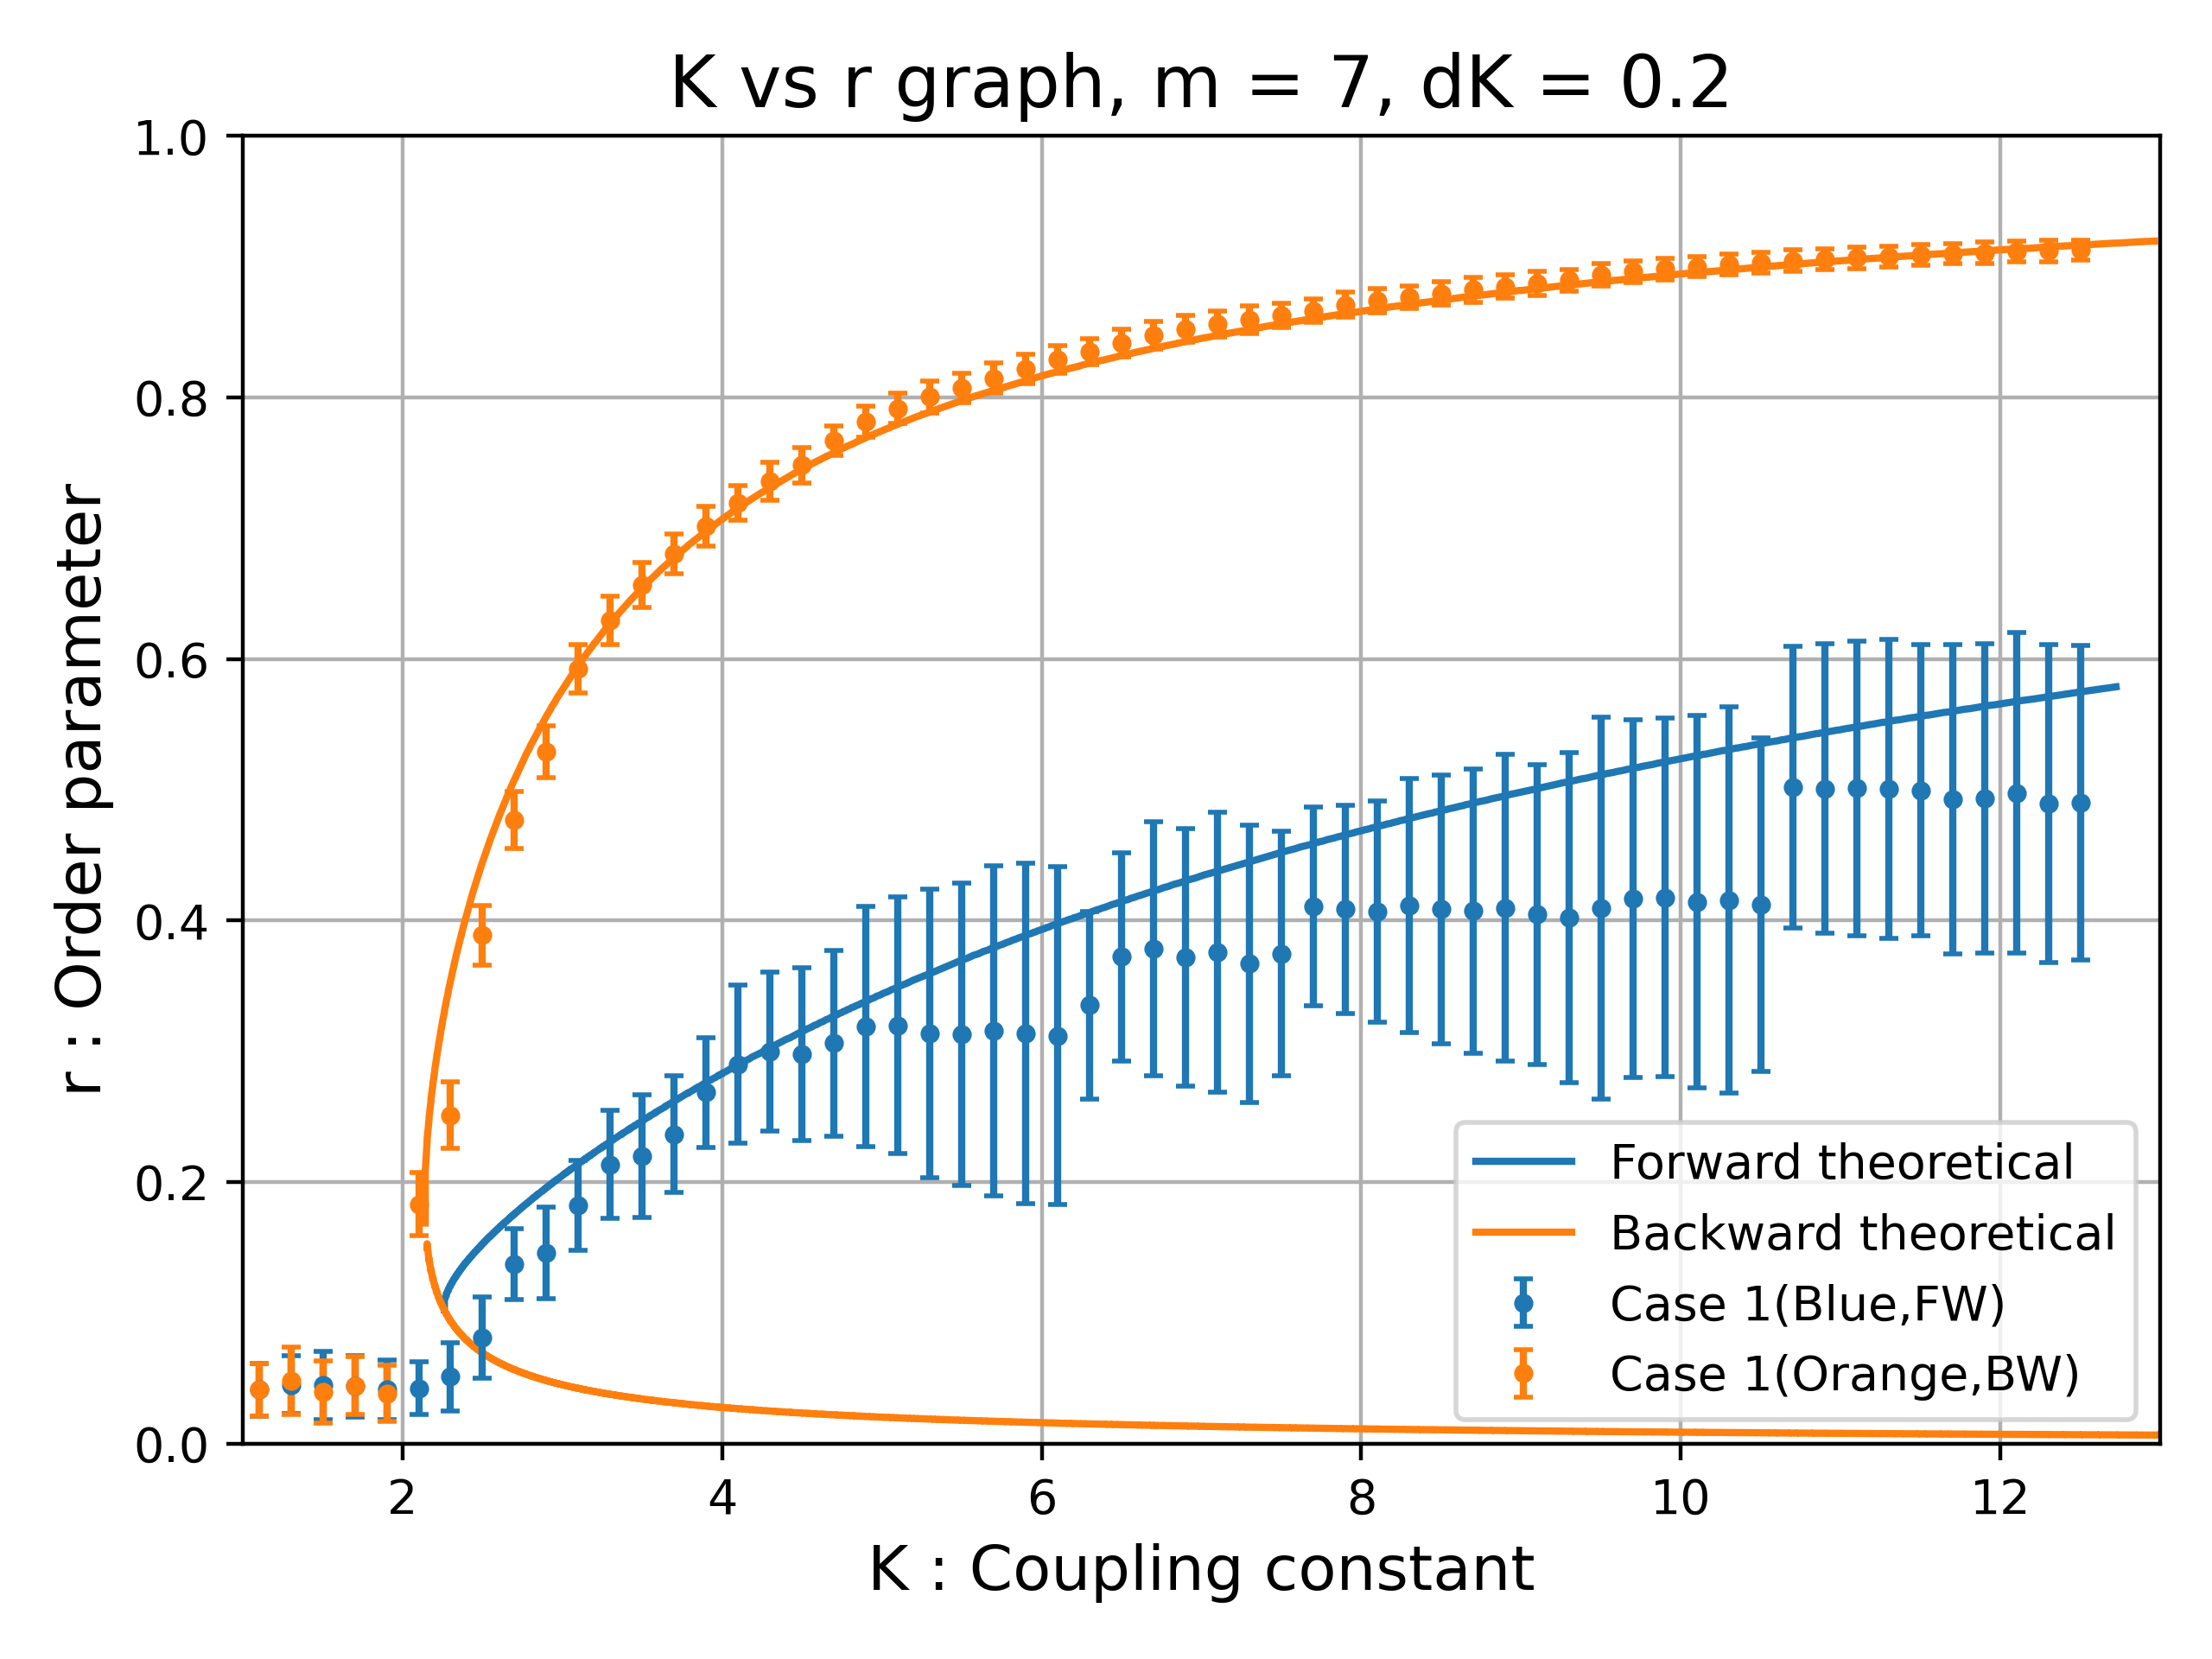 K vs r graph, m = 7, dK = 0.2
1.0
0.8
0.6
0.4
0.2
0.0
r : Order parameter
2 4 6 8 10 12
K : Coupling constant
Forward theoretical
Backward theoretical
Case 1(Blue,FW)
Case 1(Orange,BW)